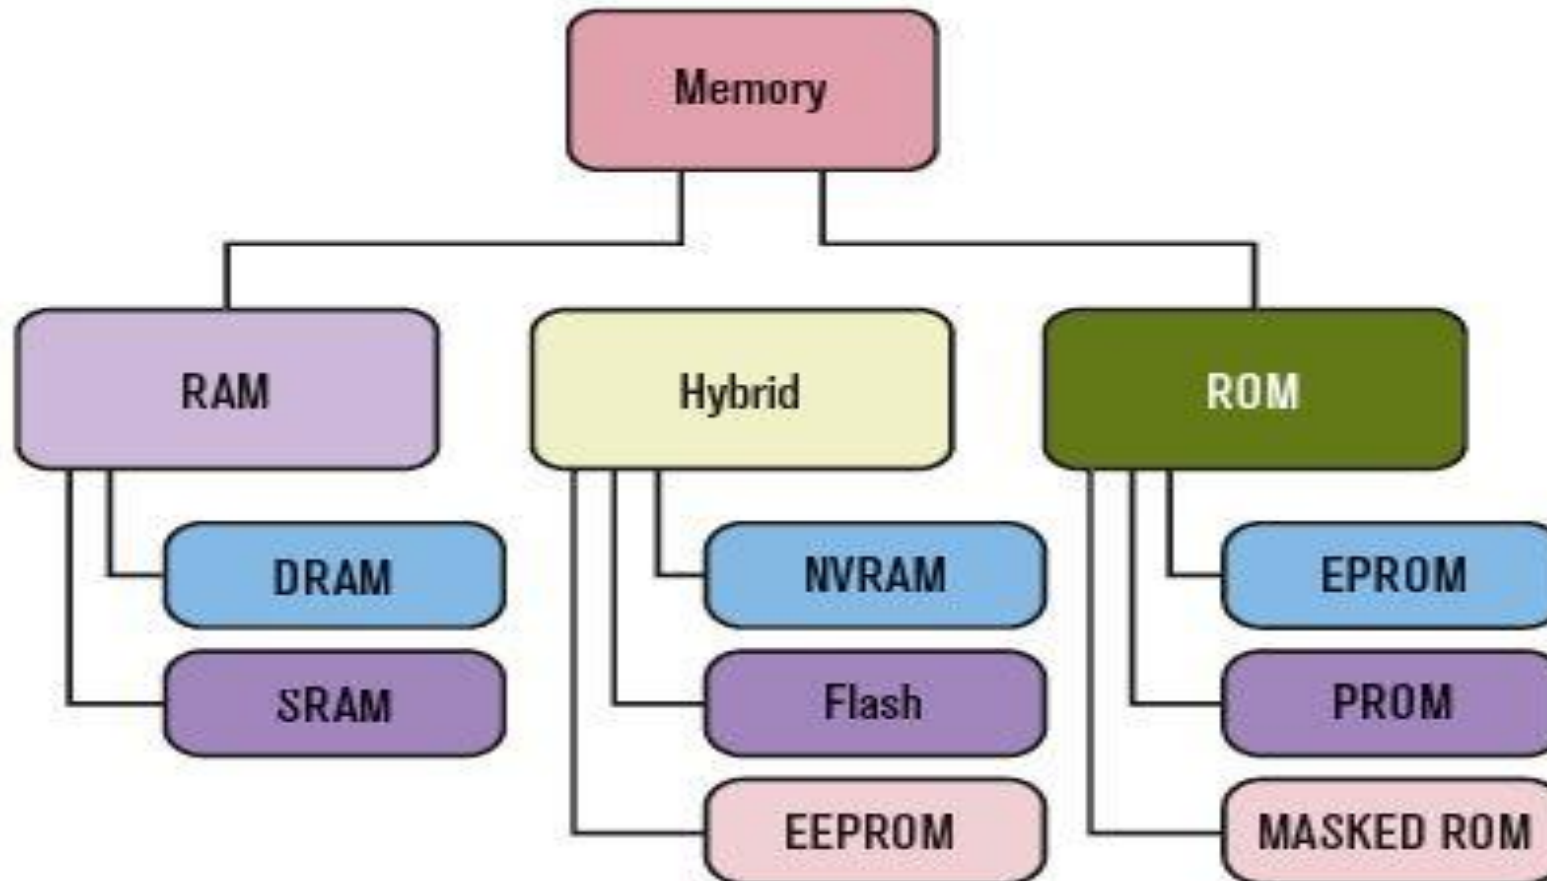 Memory
RAM
Hybrid
ROM
DRAM
NVRAM
EPROM
SRAM
Flash
PROM
EEPROM
MASKED ROM